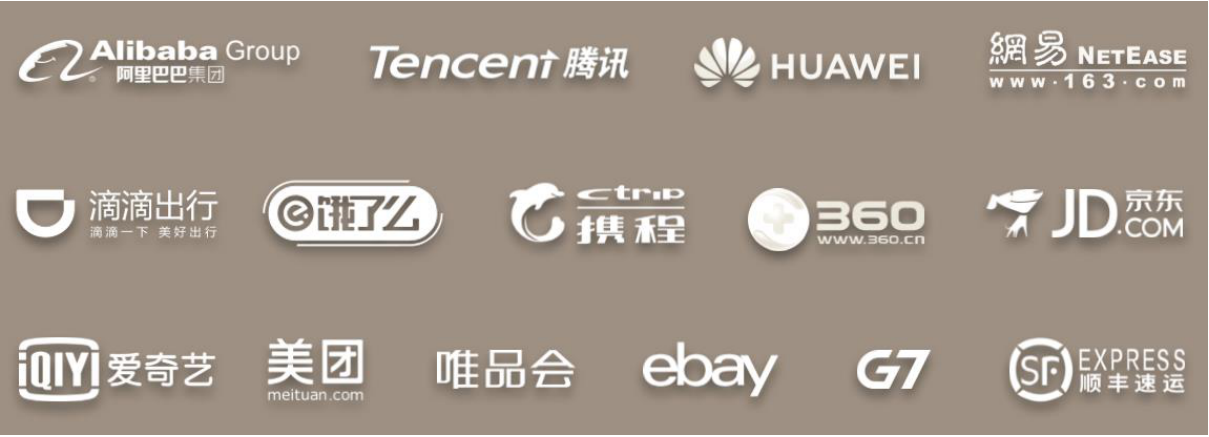 Alibaba Group
阿里巴巴集团
Tencent 腾讯
HUAWEI
網易 NETEASE
www.163.com
滴滴出行
滴滴一下 美好出行
e饿了么
ctrip
携程
360
www.360.cn
JD.COM
京东
iQIYI 爱奇艺
美团
meituan.com
唯品会
ebay
G7
SF EXPRESS
顺丰速运